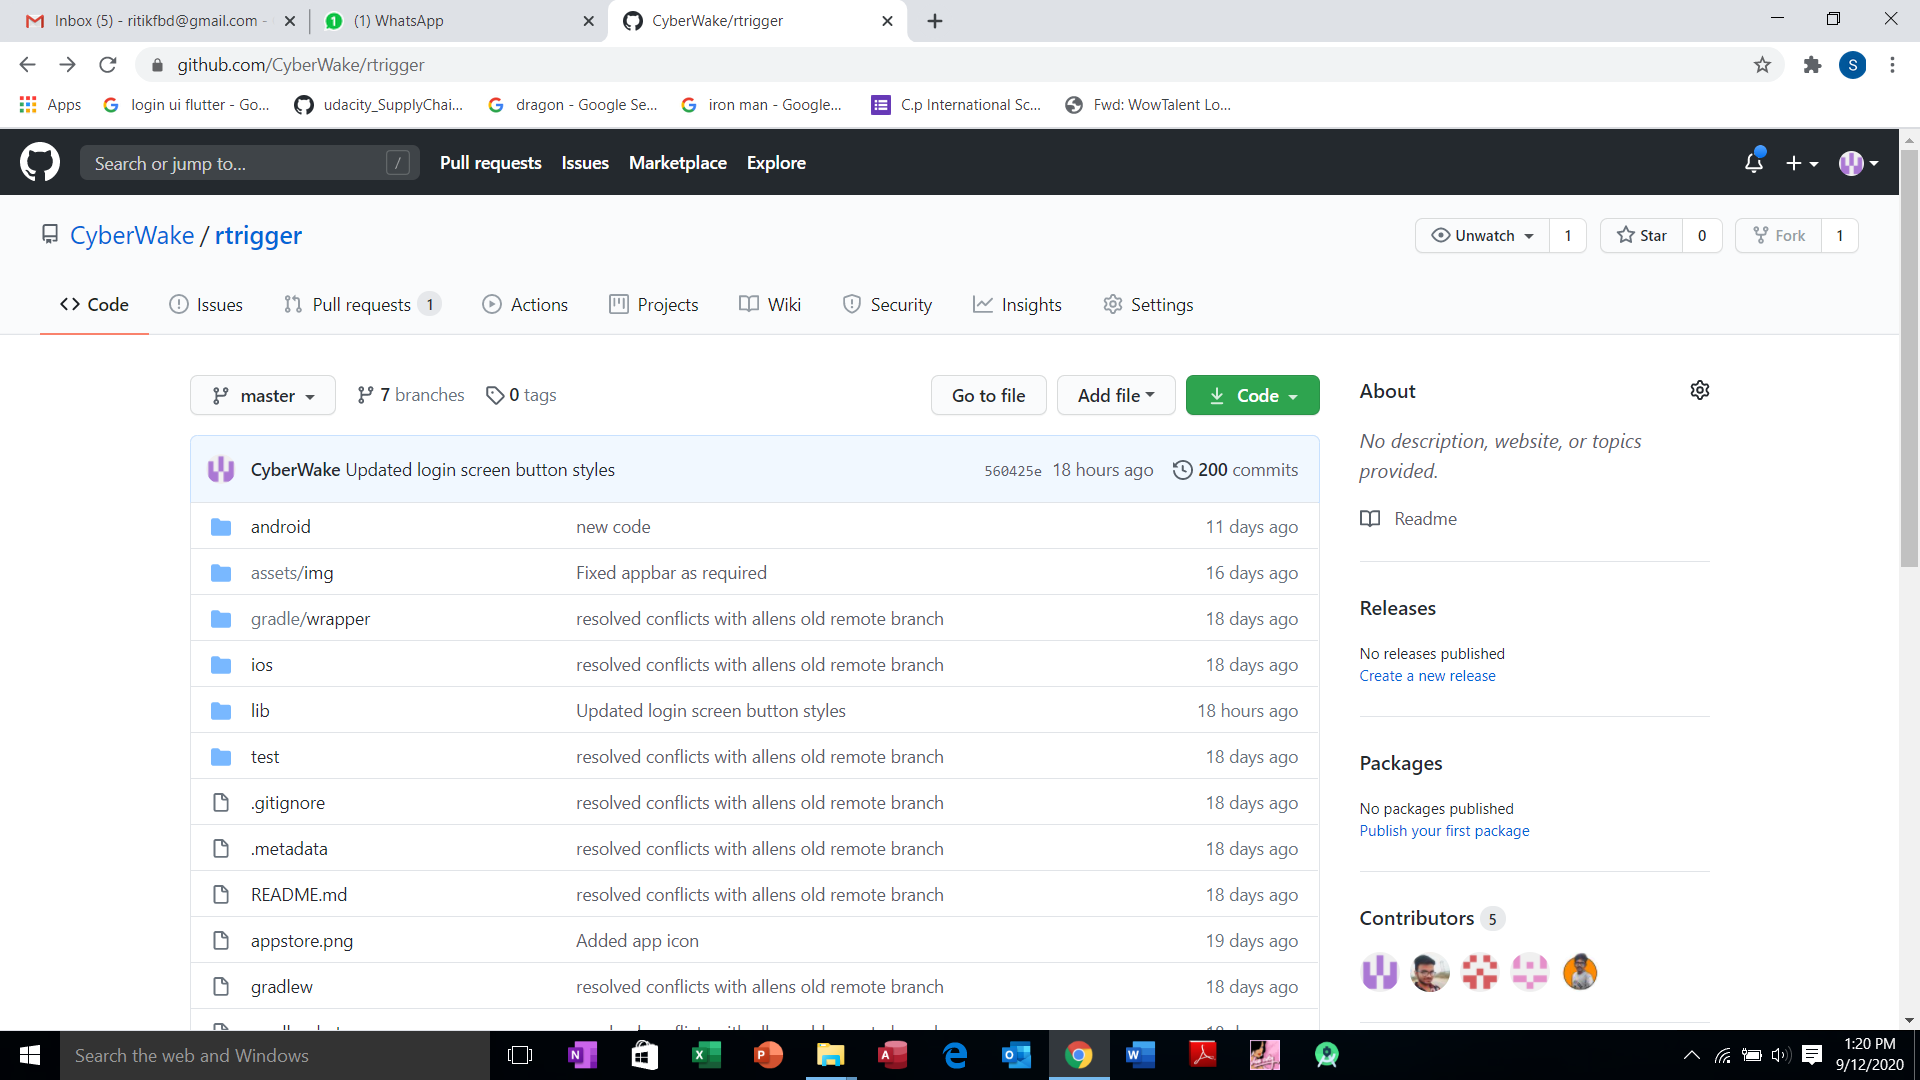 Inbox (5) - ritikfbd@gmail.com -
(1) WhatsApp
CyberWake/rtrigger
github.com/CyberWake/rtrigger
S
Apps
login ui flutter - Go...
udacity_SupplyChai...
dragon - Google Se...
iron man - Google...
C.p International Sc...
Fwd: WowTalent Lo...
Search or jump to...
/
Pull requests
Issues
Marketplace
Explore
CyberWake / rtrigger
Unwatch
1
Star
0
Fork
1
Code
Issues
Pull requests 1
Actions
Projects
Wiki
Security
Insights
Settings
master
7 branches
0 tags
Go to file
Add file
Code
CyberWake Updated login screen button styles 560425e 18 hours ago 200 commits
android new code 11 days ago
assets/img Fixed appbar as required 16 days ago
gradle/wrapper resolved conflicts with allens old remote branch 18 days ago
ios resolved conflicts with allens old remote branch 18 days ago
lib Updated login screen button styles 18 hours ago
test resolved conflicts with allens old remote branch 18 days ago
.gitignore resolved conflicts with allens old remote branch 18 days ago
.metadata resolved conflicts with allens old remote branch 18 days ago
README.md resolved conflicts with allens old remote branch 18 days ago
appstore.png Added app icon 19 days ago
gradlew resolved conflicts with allens old remote branch 18 days ago
About
No description, website, or topics
provided.
Readme
Releases
No releases published
Create a new release
Packages
No packages published
Publish your first package
Contributors 5
Search the web and Windows
1:20 PM
9/12/2020